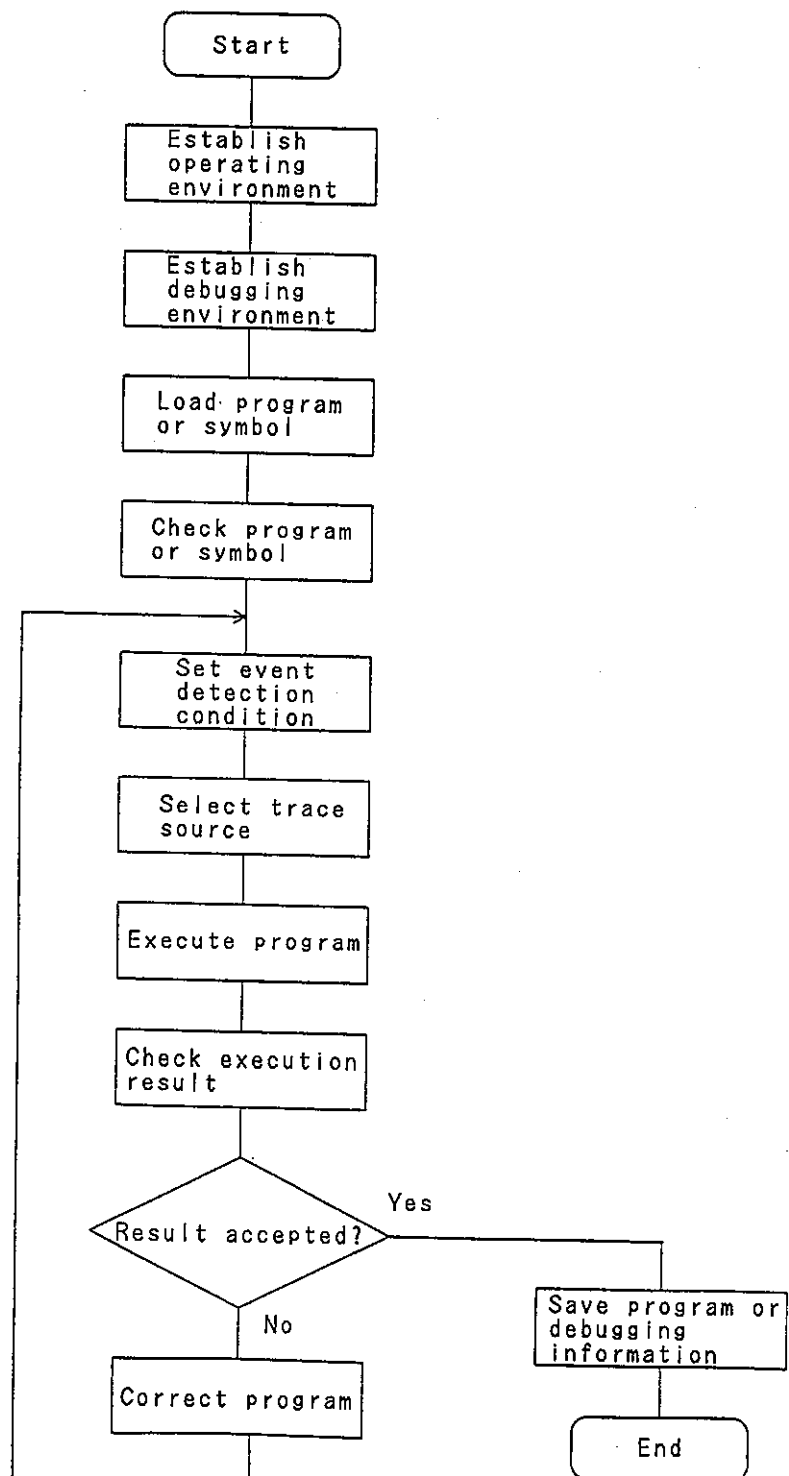 Start
Establish
operating
environment
Establish
debugging
environment
Load program
or symbol
Check program
or symbol
Set event
detection
condition
Select trace
source
Execute program
Check execution
result
Result accepted?
Yes
No
Save program or
debugging
information
Correct program
End